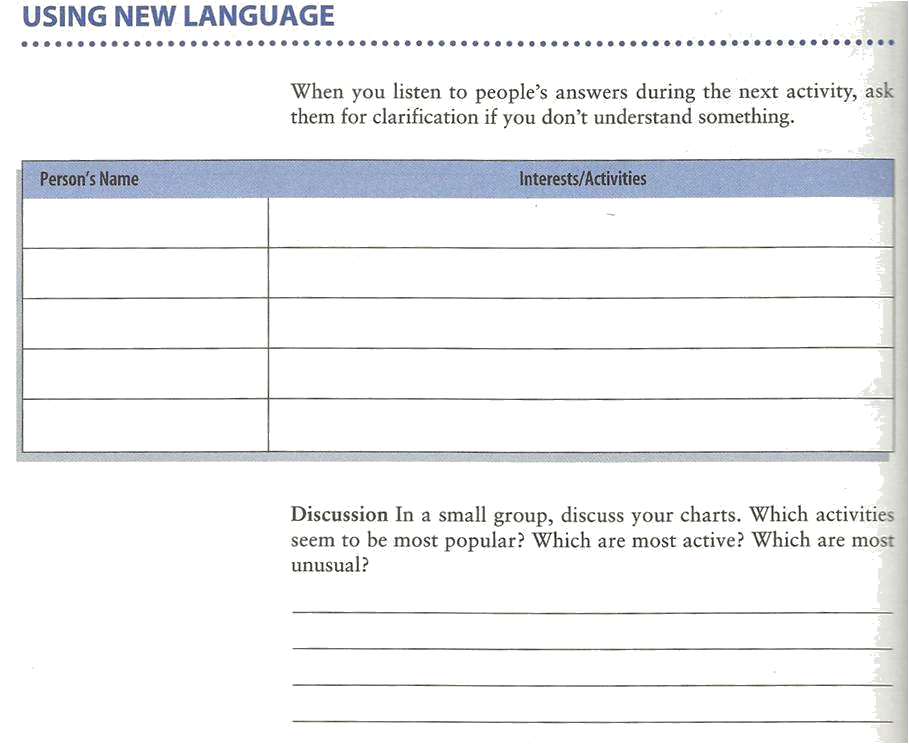 USING NEW LANGUAGE
When you listen to people's answers during the next activity, ask
them for clarification if you don't understand something.
Person's Name Interests/Activities
Discussion In a small group, discuss your charts. Which activities
seem to be most popular? Which are most active? Which are most
unusual?